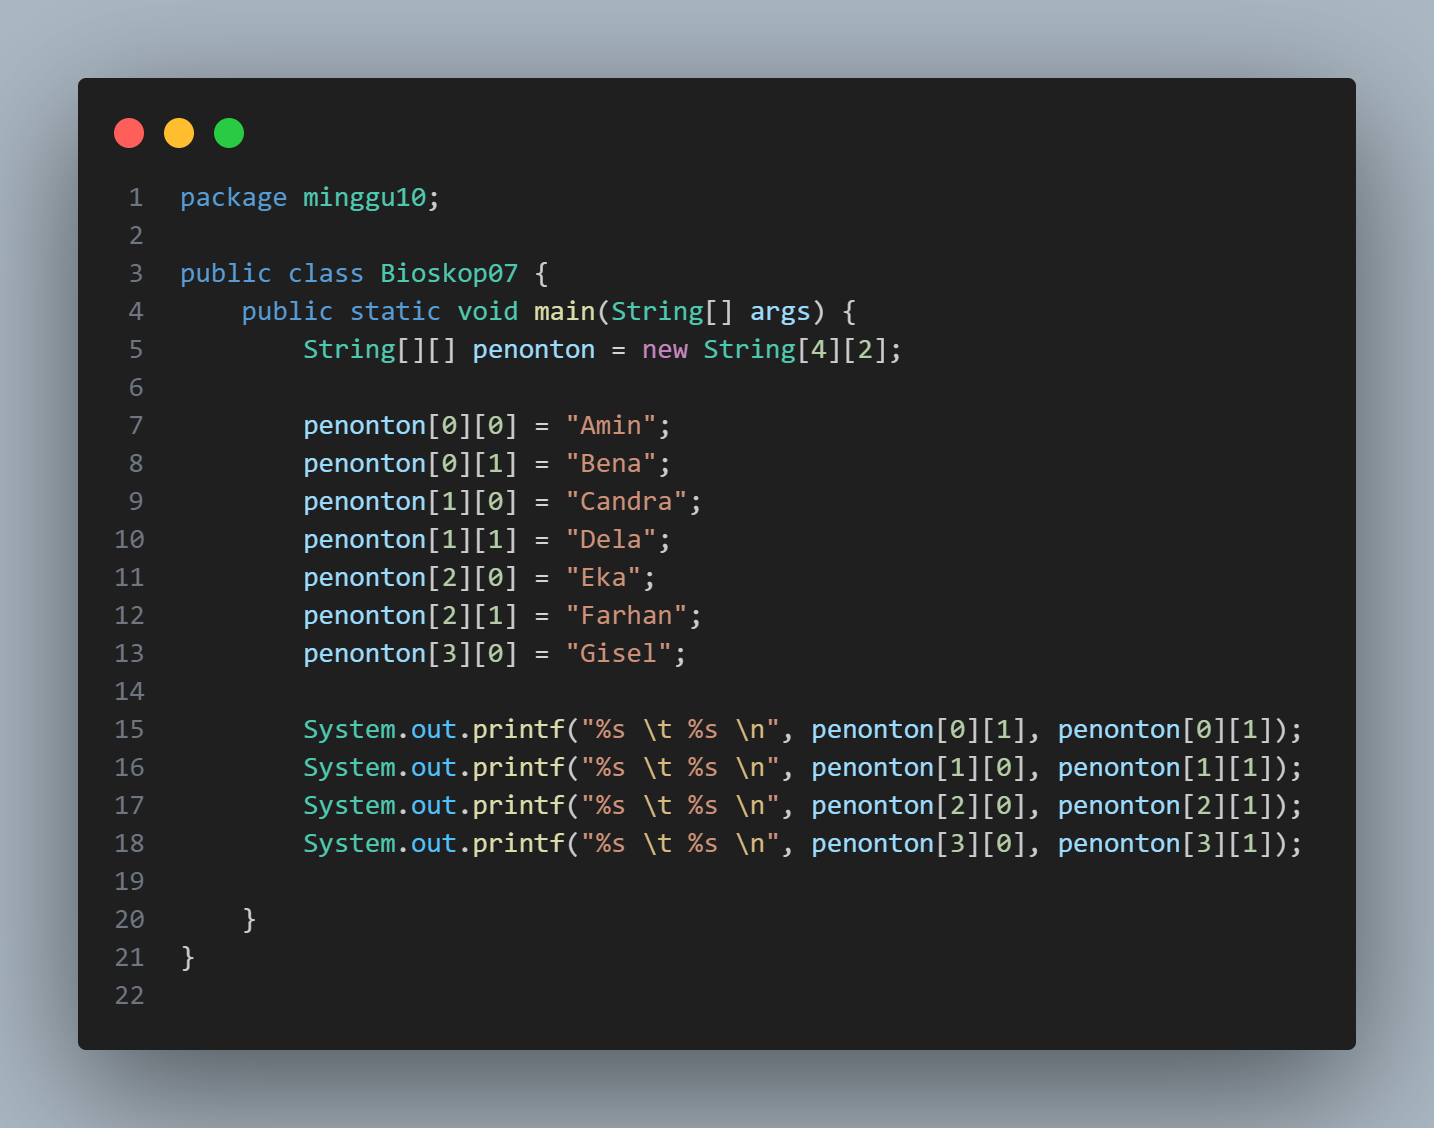 1 package minggu10;
2
3 public class Bioskop07 {
4     public static void main(String[] args) {
5         String[][] penonton = new String[4][2];
6
7         penonton[0][0] = "Amin";
8         penonton[0][1] = "Bena";
9         penonton[1][0] = "Candra";
10         penonton[1][1] = "Dela";
11         penonton[2][0] = "Eka";
12         penonton[2][1] = "Farhan";
13         penonton[3][0] = "Gisel";
14
15         System.out.printf("%s \t %s \n", penonton[0][1], penonton[0][1]);
16         System.out.printf("%s \t %s \n", penonton[1][0], penonton[1][1]);
17         System.out.printf("%s \t %s \n", penonton[2][0], penonton[2][1]);
18         System.out.printf("%s \t %s \n", penonton[3][0], penonton[3][1]);
19
20     }
21 }
22